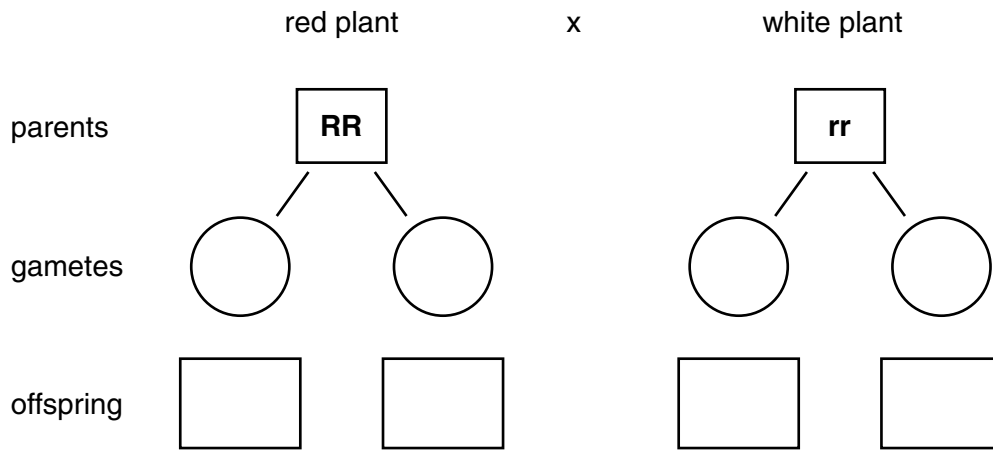 red plant x white plant
parents RR rr
gametes
offspring